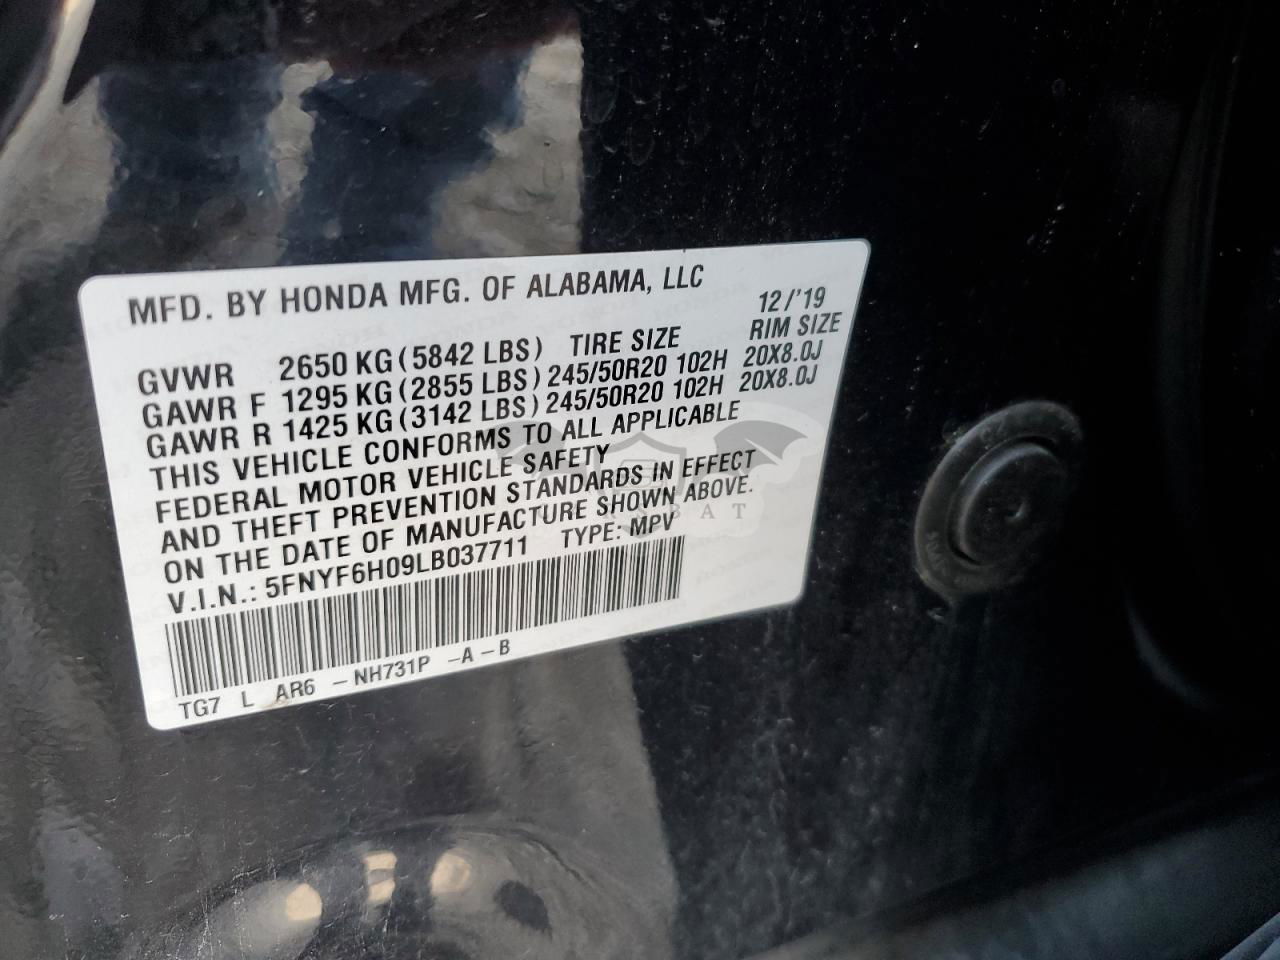 MFD. BY HONDA MFG. OF ALABAMA, LLC
12/'19
GVWR 2650 KG (5842 LBS) TIRE SIZE RIM SIZE
GAWR F 1295 KG (2855 LBS) 245/50R20 102H 20X8.0J
GAWR R 1425 KG (3142 LBS) 245/50R20 102H 20X8.0J
THIS VEHICLE CONFORMS TO ALL APPLICABLE
FEDERAL MOTOR VEHICLE SAFETY
AND THEFT PREVENTION STANDARDS IN EFFECT
ON THE DATE OF MANUFACTURE SHOWN ABOVE.
V.I.N.: 5FNYF6H09LB037711 TYPE: MPV
TG7 L AR6 - NH731P -A-B